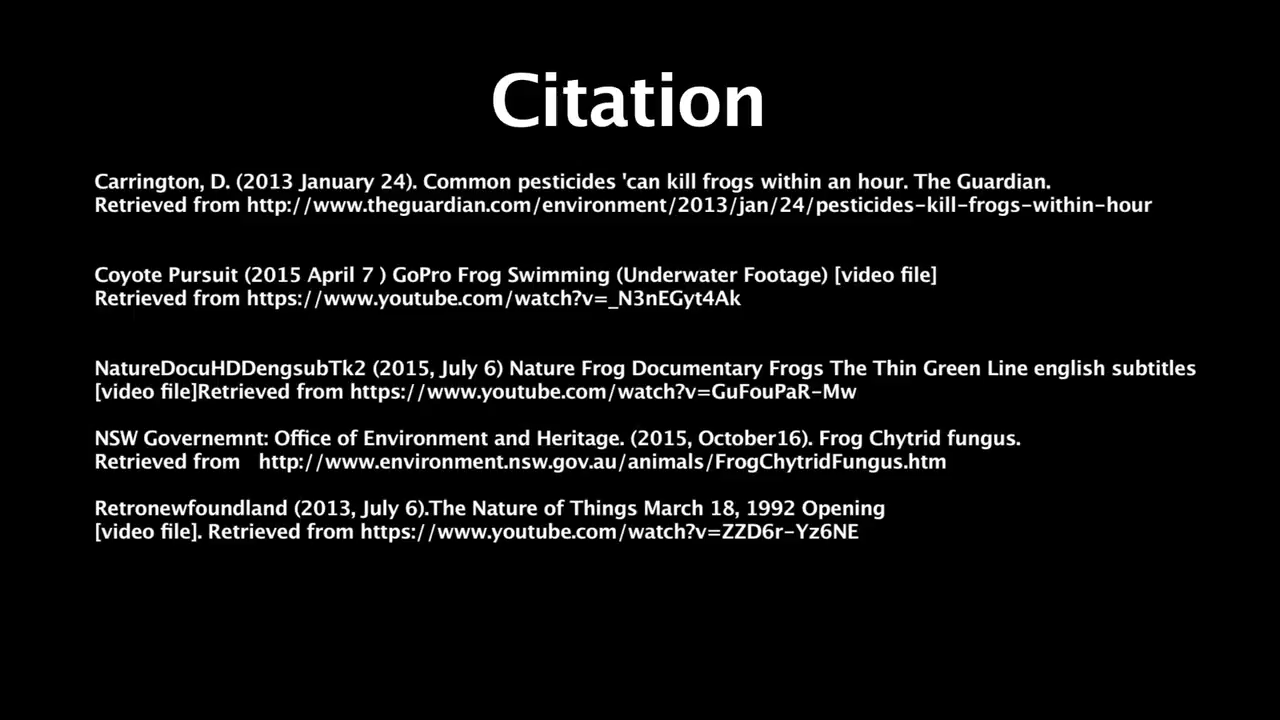 Citation
Carrington, D. (2013 January 24). Common pesticides 'can kill frogs within an hour. The Guardian.
Retrieved from http://www.theguardian.com/environment/2013/jan/24/pesticides-kill-frogs-within-hour
Coyote Pursuit (2015 April 7 ) GoPro Frog Swimming (Underwater Footage) [video file]
Retrieved from https://www.youtube.com/watch?v=_N3nEGyt4Ak
NatureDocuHDDengsubTk2 (2015, July 6) Nature Frog Documentary Frogs The Thin Green Line english subtitles
[video file]Retrieved from https://www.youtube.com/watch?v=GuFouPaR-Mw
NSW Governemnt: Office of Environment and Heritage. (2015, October16). Frog Chytrid fungus.
Retrieved from   http://www.environment.nsw.gov.au/animals/FrogChytridFungus.htm
Retronewfoundland (2013, July 6).The Nature of Things March 18, 1992 Opening
[video file]. Retrieved from https://www.youtube.com/watch?v=ZZD6r-Yz6NE